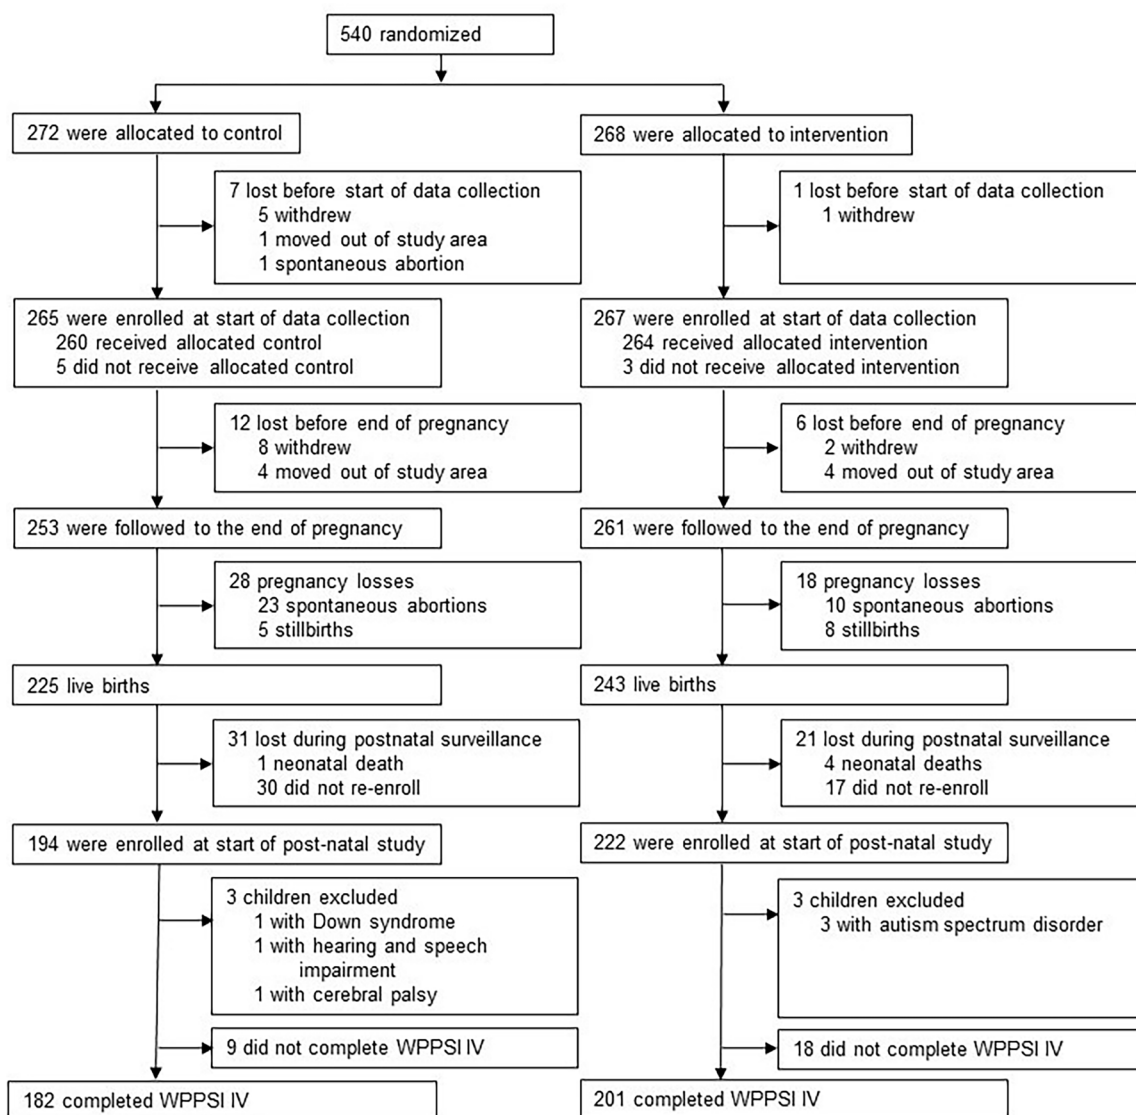 540 randomized
272 were allocated to control
268 were allocated to intervention
7 lost before start of data collection
5 withdrew
1 moved out of study area
1 spontaneous abortion
1 lost before start of data collection
1 withdrew
265 were enrolled at start of data collection
260 received allocated control
5 did not receive allocated control
267 were enrolled at start of data collection
264 received allocated intervention
3 did not receive allocated intervention
12 lost before end of pregnancy
8 withdrew
4 moved out of study area
6 lost before end of pregnancy
2 withdrew
4 moved out of study area
253 were followed to the end of pregnancy
261 were followed to the end of pregnancy
28 pregnancy losses
23 spontaneous abortions
5 stillbirths
18 pregnancy losses
10 spontaneous abortions
8 stillbirths
225 live births
243 live births
31 lost during postnatal surveillance
1 neonatal death
30 did not re-enroll
21 lost during postnatal surveillance
4 neonatal deaths
17 did not re-enroll
194 were enrolled at start of post-natal study
222 were enrolled at start of post-natal study
3 children excluded
1 with Down syndrome
1 with hearing and speech
impairment
1 with cerebral palsy
3 children excluded
3 with autism spectrum disorder
9 did not complete WPPSI IV
18 did not complete WPPSI IV
182 completed WPPSI IV
201 completed WPPSI IV